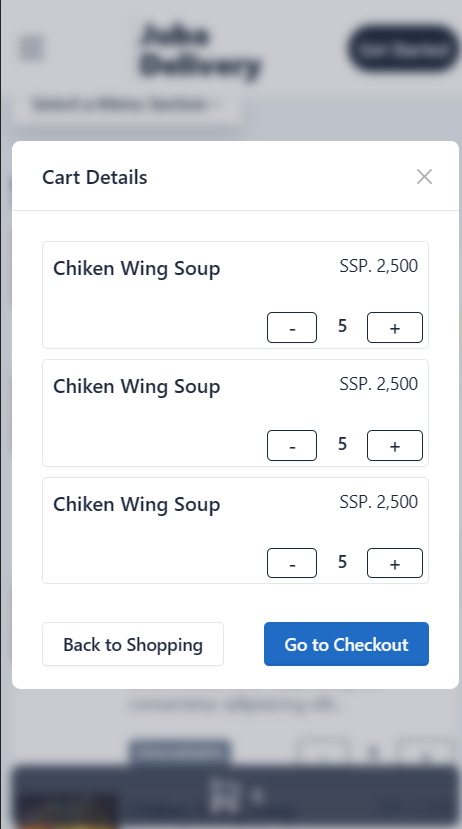 Juba
Delivery
Get Started
Select a Menu Section
Cart Details
Chiken Wing Soup
SSP. 2,500
-
5
+
Chiken Wing Soup
SSP. 2,500
-
5
+
Chiken Wing Soup
SSP. 2,500
-
5
+
Back to Shopping
Go to Checkout
consectetur adipisicing elit..